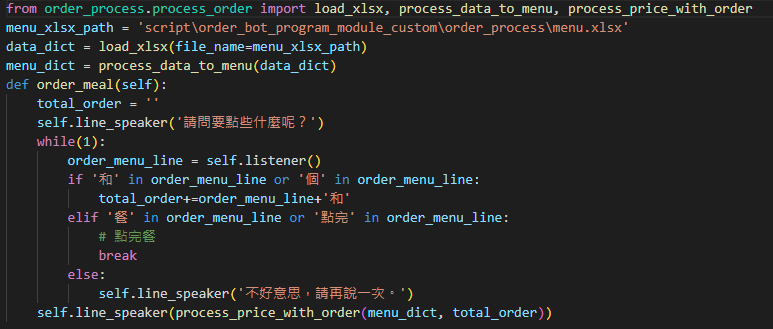 from order_process.process_order import load_xlsx, process_data_to_menu, process_price_with_order
menu_xlsx_path = 'script\order_bot_program_module_custom\order_process\menu.xlsx'
data_dict = load_xlsx(file_name=menu_xlsx_path)
menu_dict = process_data_to_menu(data_dict)
def order_meal(self):
    total_order = ''
    self.line_speaker('請問要點些什麼呢？')
    while(1):
        order_menu_line = self.listener()
        if '和' in order_menu_line or '個' in order_menu_line:
            total_order+=order_menu_line+'和'
        elif '餐' in order_menu_line or '點完' in order_menu_line:
            # 點完餐
            break
        else:
            self.line_speaker('不好意思，請再說一次。')
    self.line_speaker(process_price_with_order(menu_dict, total_order))